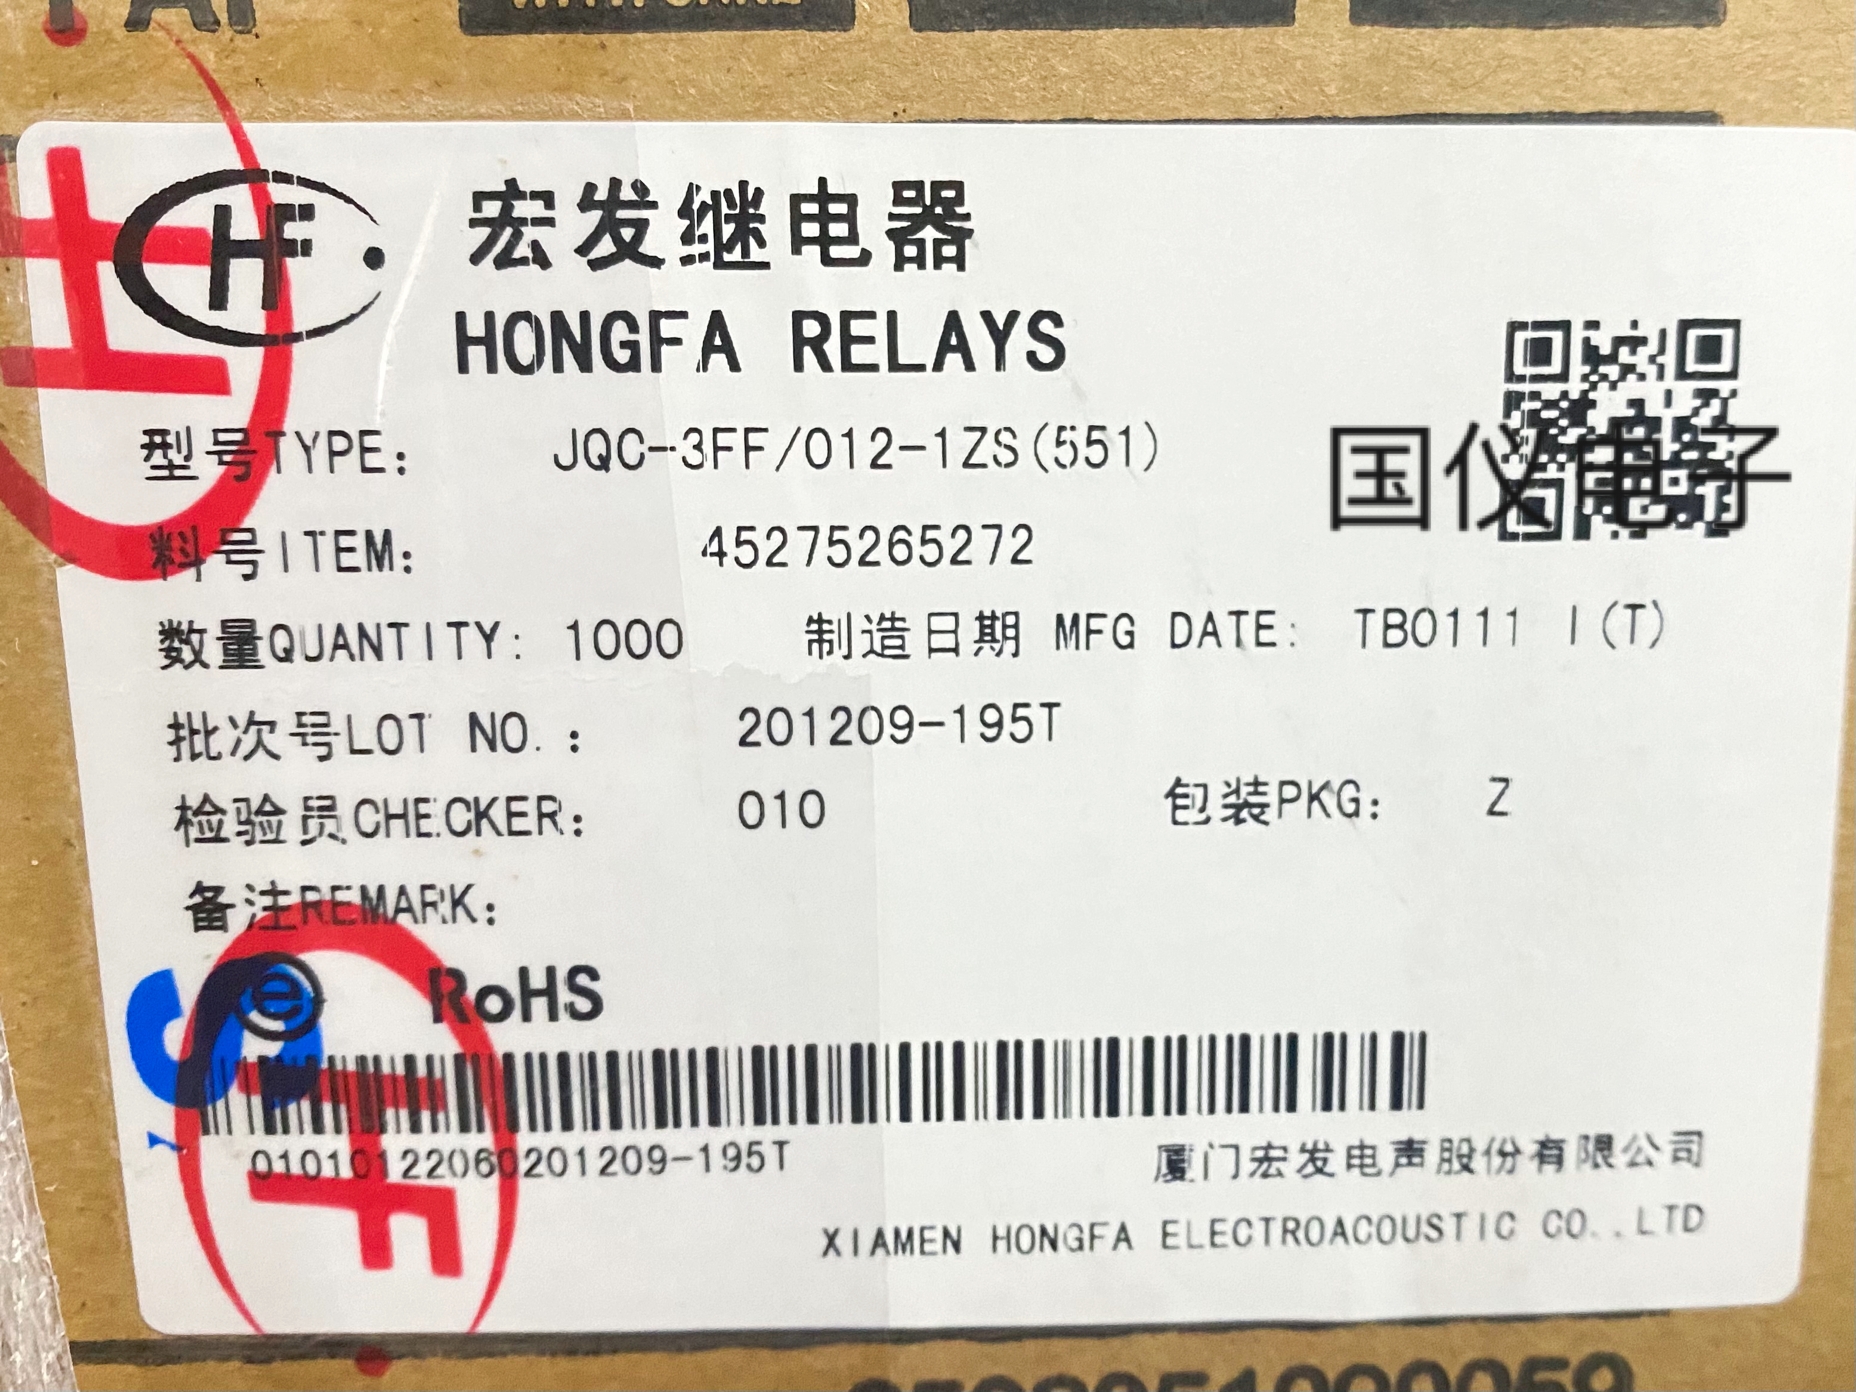 HF
宏发继电器
HONGFA RELAYS
型号TYPE: JQC-3FF/012-1ZS(551)
国仪电子
料号ITEM: 45275265272
数量QUANTITY: 1000 制造日期 MFG DATE: TB0111 I(T)
批次号LOT NO.: 201209-195T
检验员CHECKER: 010 包装PKG: Z
备注REMARK:
e RoHS
01010122060201209-195T
厦门宏发电声股份有限公司
XIAMEN HONGFA ELECTROACOUSTIC CO.,LTD